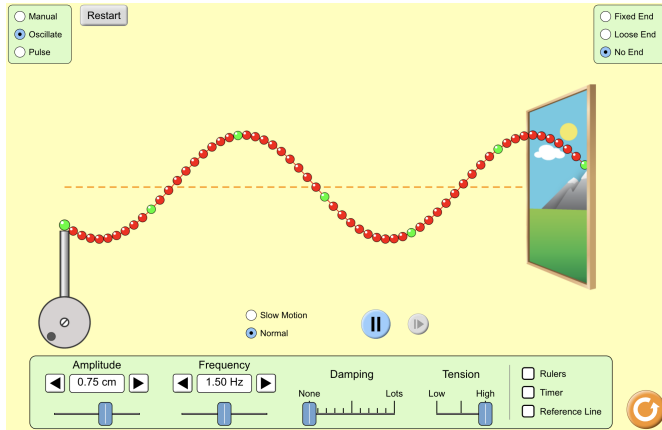 Manual
Oscillate
Pulse
Restart
Fixed End
Loose End
No End
Slow Motion
Normal
Amplitude
0.75 cm
Frequency
1.50 Hz
Damping
None
Lots
Tension
Low
High
Rulers
Timer
Reference Line